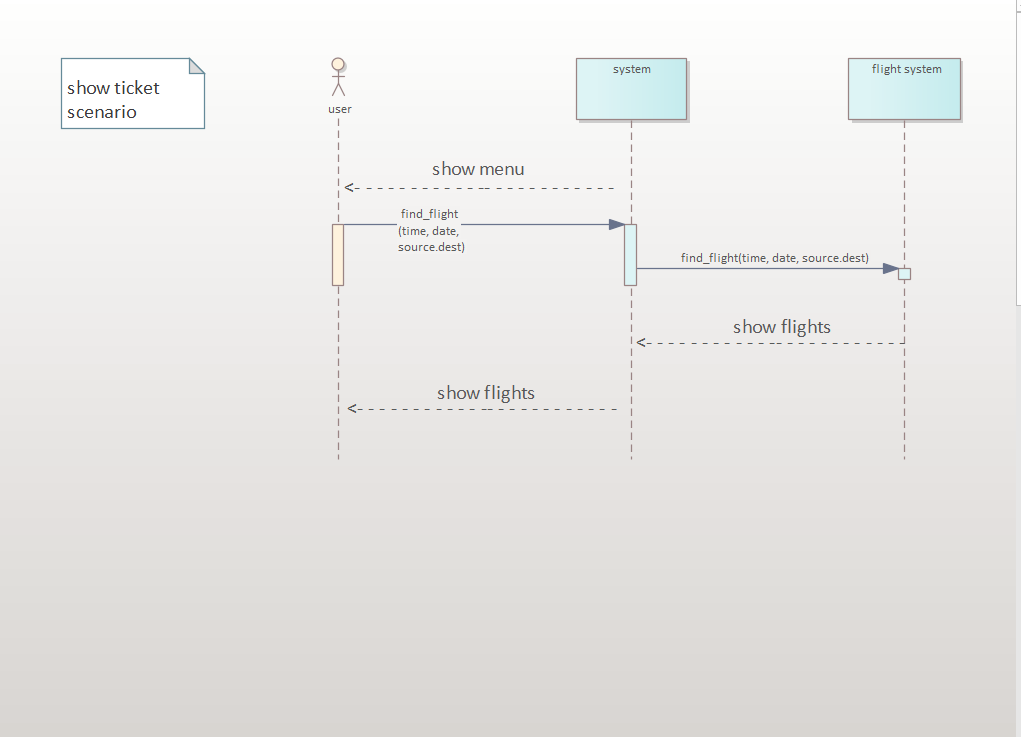 show ticket
scenario
user
system
flight system
show menu
find_flight
(time, date,
source.dest)
find_flight(time, date, source.dest)
show flights
show flights